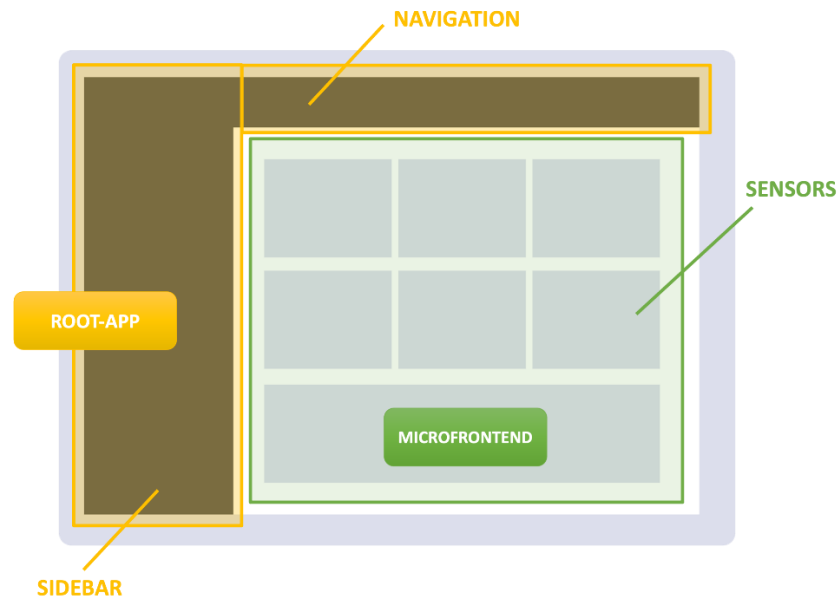 NAVIGATION
SENSORS
ROOT-APP
MICROFRONTEND
SIDEBAR